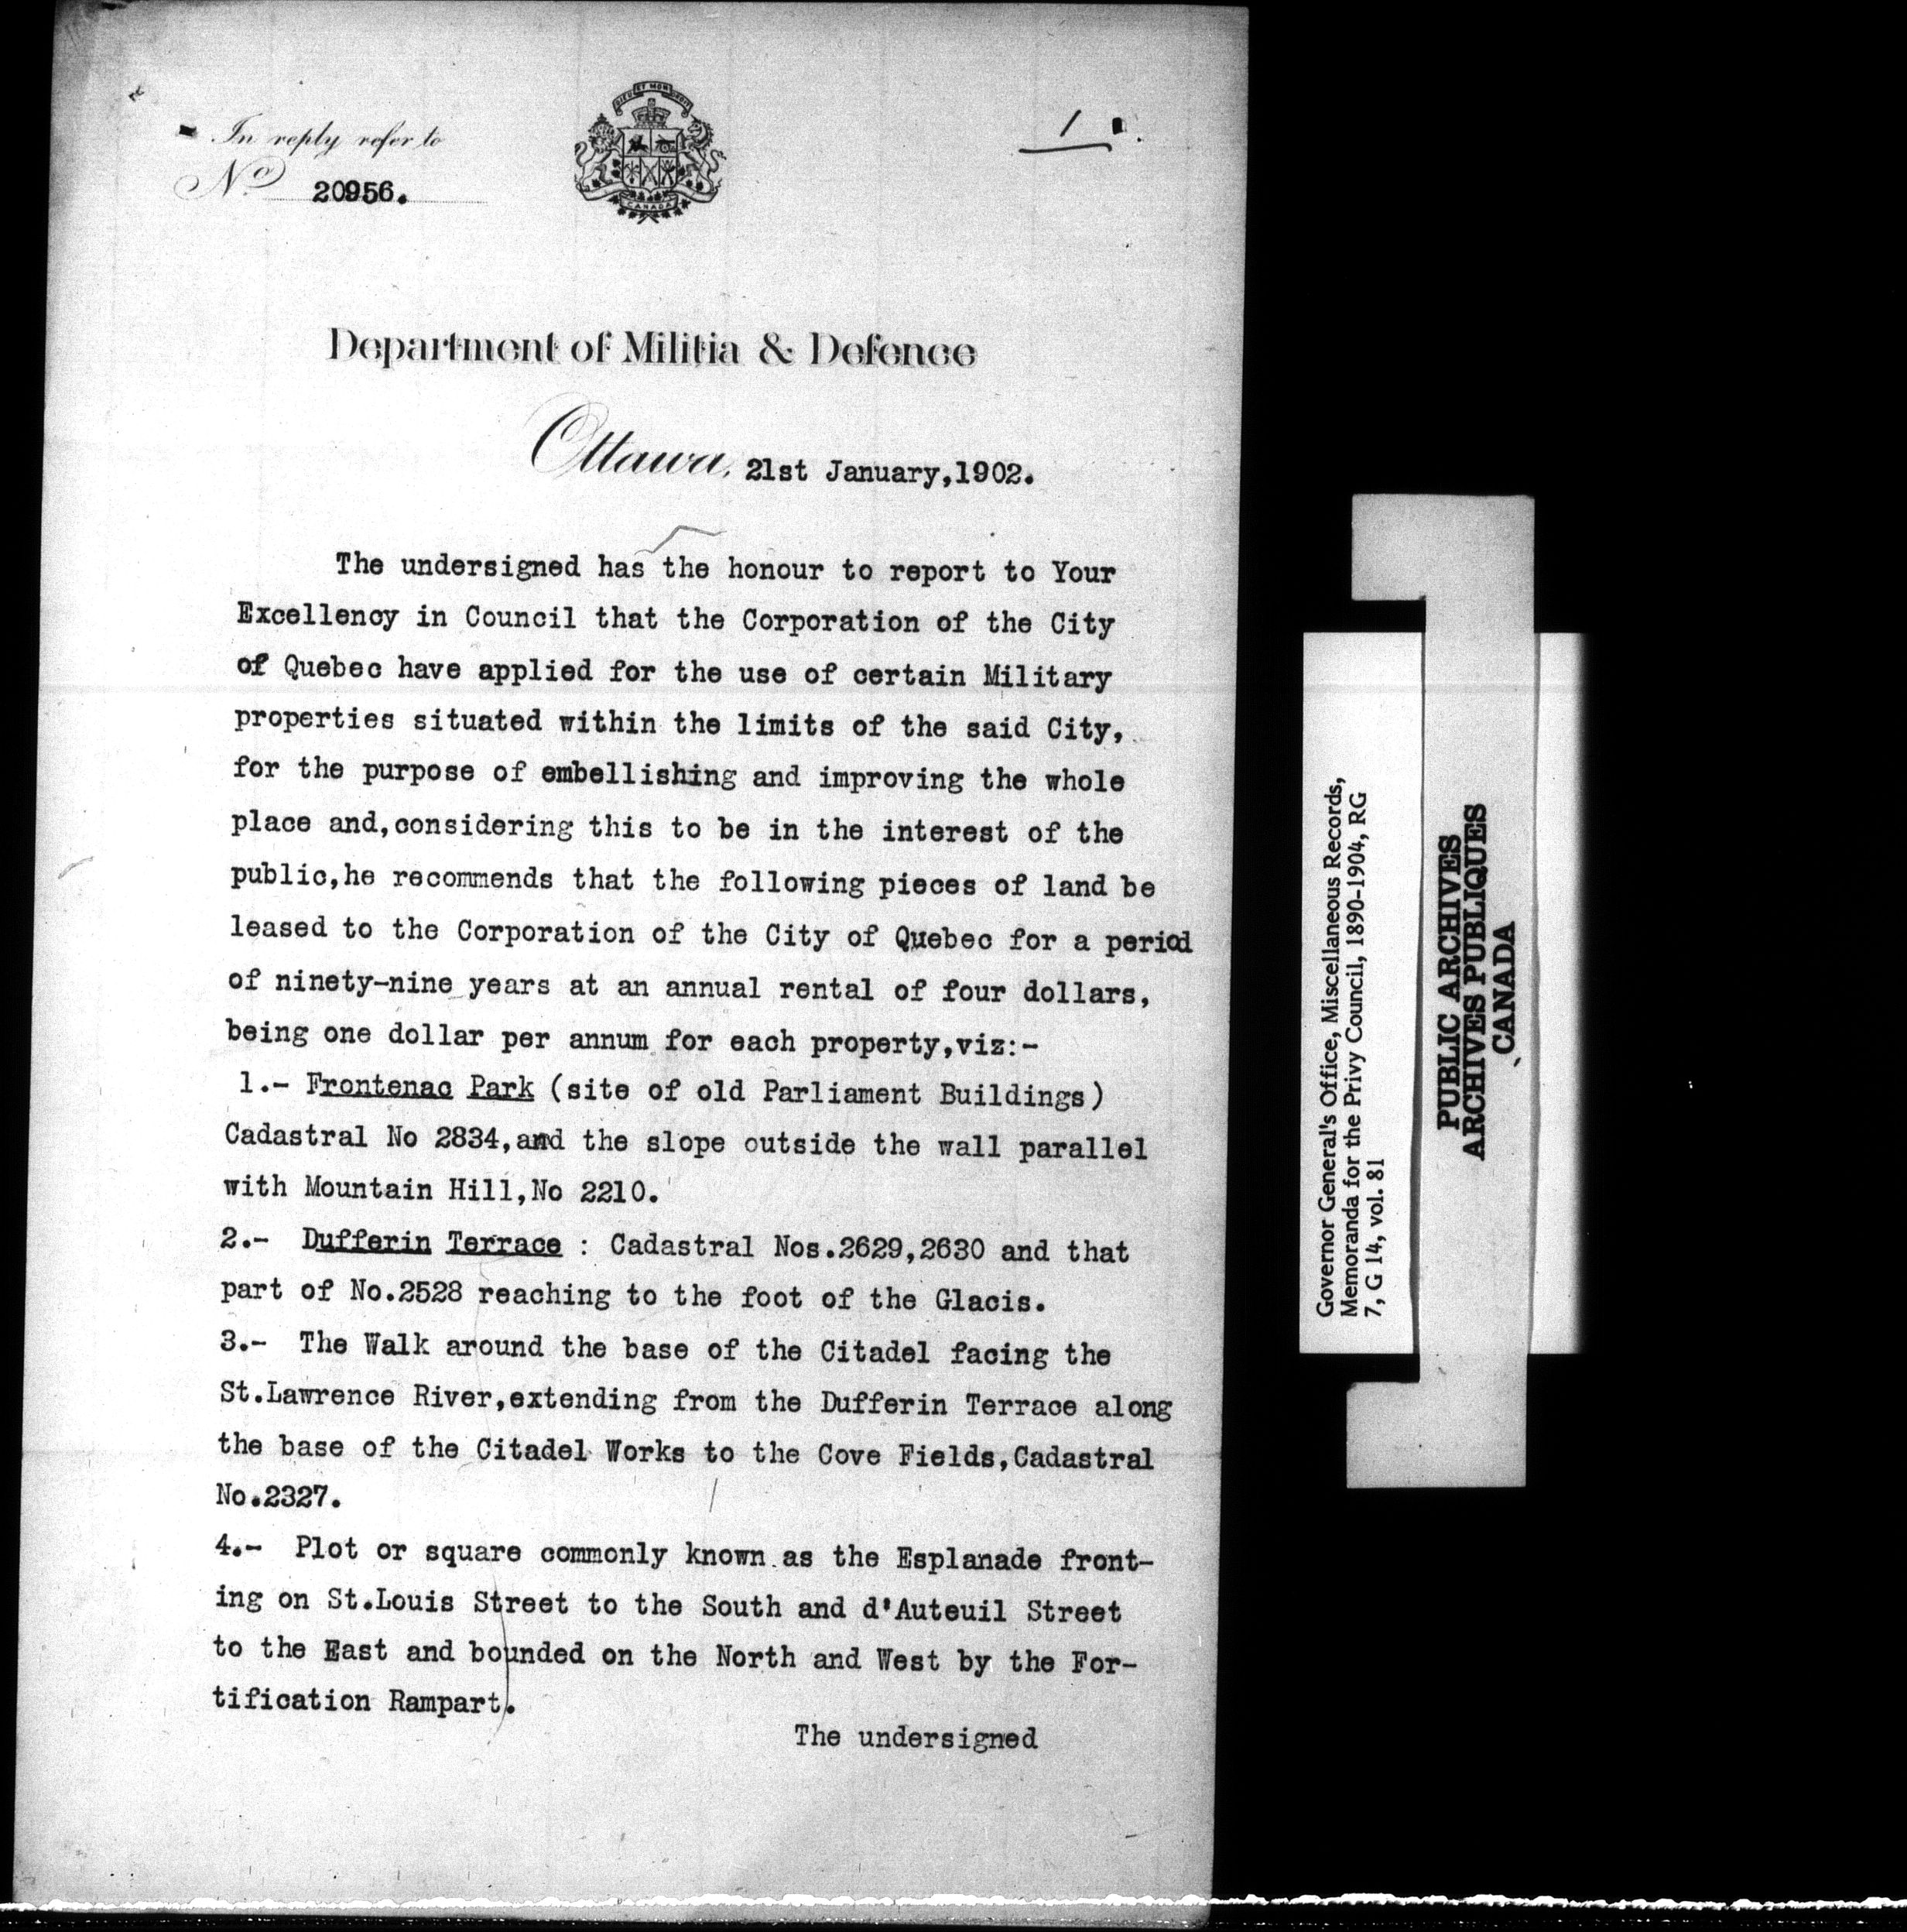 In reply refer to
No 20956.
DIEU ET MON DROIT
CANADA
1
Department of Militia & Defence
Ottawa, 21st January,1902.
The undersigned has the honour to report to Your
Excellency in Council that the Corporation of the City
of Quebec have applied for the use of certain Military
properties situated within the limits of the said City,
for the purpose of embellishing and improving the whole
place and,considering this to be in the interest of the
public,he recommends that the following pieces of land be
leased to the Corporation of the City of Quebec for a period
of ninety-nine years at an annual rental of four dollars,
being one dollar per annum for each property,viz:-
1.- Frontenac Park (site of old Parliament Buildings)
Cadastral No 2834,and the slope outside the wall parallel
with Mountain Hill,No 2210.
2.- Dufferin Terrace : Cadastral Nos.2629,2630 and that
part of No.2528 reaching to the foot of the Glacis.
3.- The Walk around the base of the Citadel facing the
St.Lawrence River,extending from the Dufferin Terrace along
the base of the Citadel Works to the Cove Fields,Cadastral
No.2327.
4.- Plot or square commonly known as the Esplanade front-
ing on St.Louis Street to the South and d'Auteuil Street
to the East and bounded on the North and West by the For-
tification Rampart.
The undersigned
Governor General's Office, Miscellaneous Records,
Memoranda for the Privy Council, 1890-1904, RG
7, G 14, vol. 81
PUBLIC ARCHIVES
ARCHIVES PUBLIQUES
CANADA